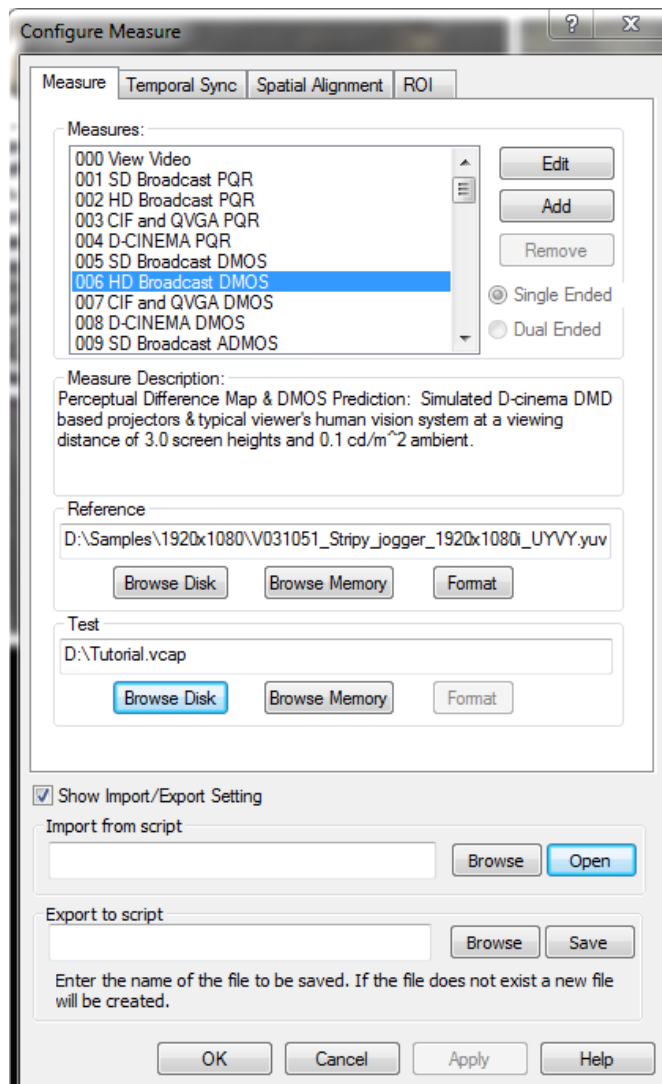 Configure Measure
?
X
Measure
Temporal Sync
Spatial Alignment
ROI
Measures:
000 View Video
001 SD Broadcast PQR
002 HD Broadcast PQR
003 CIF and QVGA PQR
004 D-CINEMA PQR
005 SD Broadcast DMOS
006 HD Broadcast DMOS
007 CIF and QVGA DMOS
008 D-CINEMA DMOS
009 SD Broadcast ADMOS
Edit
Add
Remove
Single Ended
Dual Ended
Measure Description:
Perceptual Difference Map & DMOS Prediction: Simulated D-cinema DMD
based projectors & typical viewer's human vision system at a viewing
distance of 3.0 screen heights and 0.1 cd/m^2 ambient.
Reference
D:\Samples\1920x1080\V031051_Stripy_jogger_1920x1080i_UYVY.yuv
Browse Disk
Browse Memory
Format
Test
D:\Tutorial.vcap
Browse Disk
Browse Memory
Format
Show Import/Export Setting
Import from script
Browse
Open
Export to script
Browse
Save
Enter the name of the file to be saved. If the file does not exist a new file
will be created.
OK
Cancel
Apply
Help